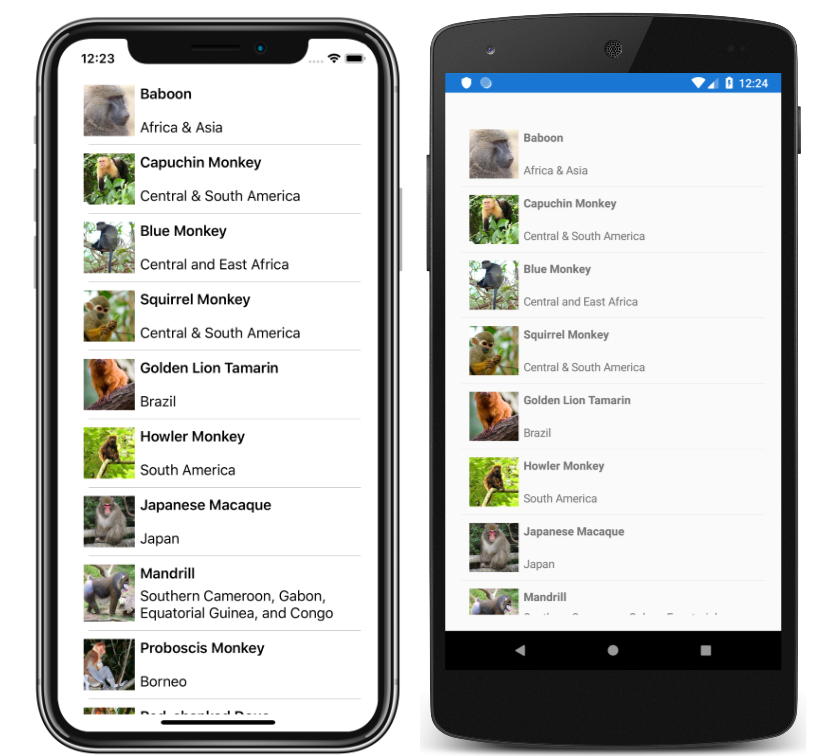 12:23
Baboon
Africa & Asia
Capuchin Monkey
Central & South America
Blue Monkey
Central and East Africa
Squirrel Monkey
Central & South America
Golden Lion Tamarin
Brazil
Howler Monkey
South America
Japanese Macaque
Japan
Mandrill
Southern Cameroon, Gabon,
Equatorial Guinea, and Congo
Proboscis Monkey
Borneo
12:24
Baboon
Africa & Asia
Capuchin Monkey
Central & South America
Blue Monkey
Central and East Africa
Squirrel Monkey
Central & South America
Golden Lion Tamarin
Brazil
Howler Monkey
South America
Japanese Macaque
Japan
Mandrill